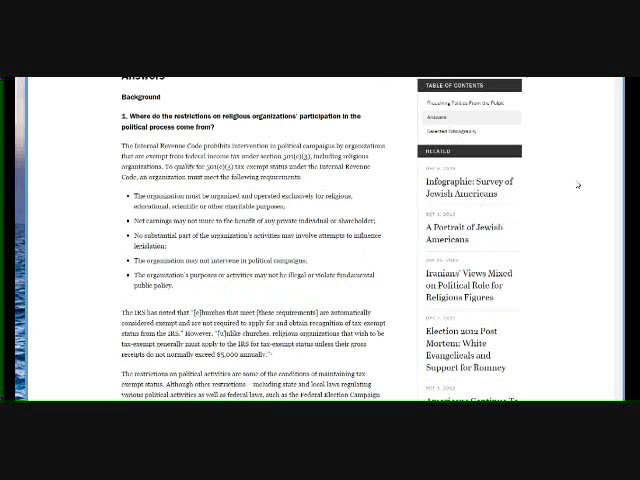 Answers
Background
1. Where do the restrictions on religious organizations' participation in the
political process come from?
The Internal Revenue Code prohibits intervention in political campaigns by organizations
that are exempt from federal income tax under section 501(c)(3), including religious
organizations. To qualify for 501(c)(3) tax-exempt status under the Internal Revenue
Code, an organization must meet the following requirements:
• The organization must be organized and operated exclusively for religious,
educational, scientific or other charitable purposes;
• Net earnings may not inure to the benefit of any private individual or shareholder;
• No substantial part of the organization's activities may involve attempts to influence
legislation;
• The organization may not intervene in political campaigns;
• The organization's purposes or activities may not be illegal or violate fundamental
public policy.
The IRS has noted that "[c]hurches that meet [these requirements] are automatically
considered exempt and are not required to apply for and obtain recognition of tax-exempt
status from the IRS." However, "[u]nlike churches, religious organizations that wish to be
tax-exempt generally must apply to the IRS for tax-exempt status unless their gross
receipts do not normally exceed $5,000 annually."
The restrictions on political activities are some of the conditions of maintaining tax
exempt status. Although other restrictions – including state and local laws regulating
various political activities as well as federal laws, such as the Federal Election Campaign
TABLE OF CONTENTS
Preaching Politics From the Pulpit
Answers
Selected Bibliography
RELATED
Infographic: Survey of
Jewish Americans
A Portrait of Jewish
Americans
Iranians' Views Mixed
on Political Role for
Religious Figures
Election 2012 Post
Mortem: White
Evangelicals and
Support for Romney
Americans Continue To